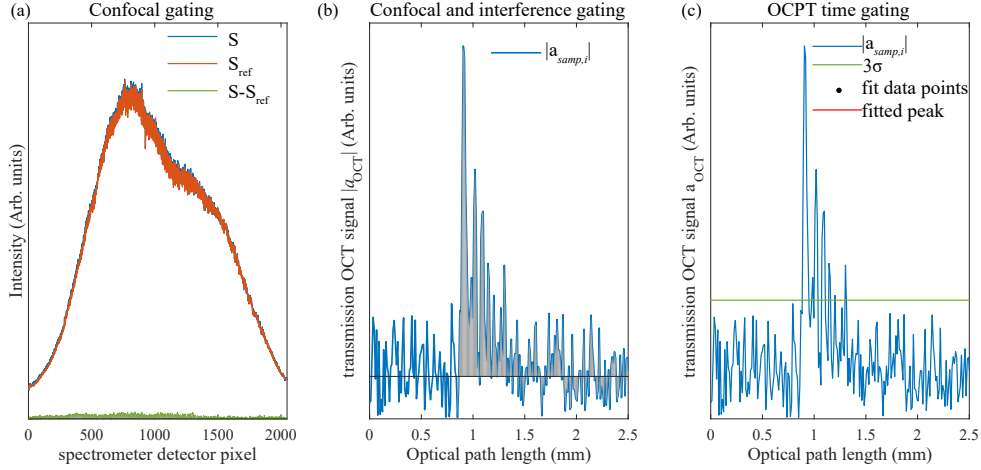 (a) Confocal gating
S
S_ref
S-S_ref
Intensity (Arb. units)
0 500 1000 1500 2000
spectrometer detector pixel
(b) Confocal and interference gating
|a_samp,i|
transmission OCT signal |a_OCT| (Arb. units)
0 0.5 1 1.5 2 2.5
Optical path length (mm)
(c) OCPT time gating
|a_samp,i|
3σ
fit data points
fitted peak
transmission OCT signal a_OCT (Arb. units)
0 0.5 1 1.5 2 2.5
Optical path length (mm)